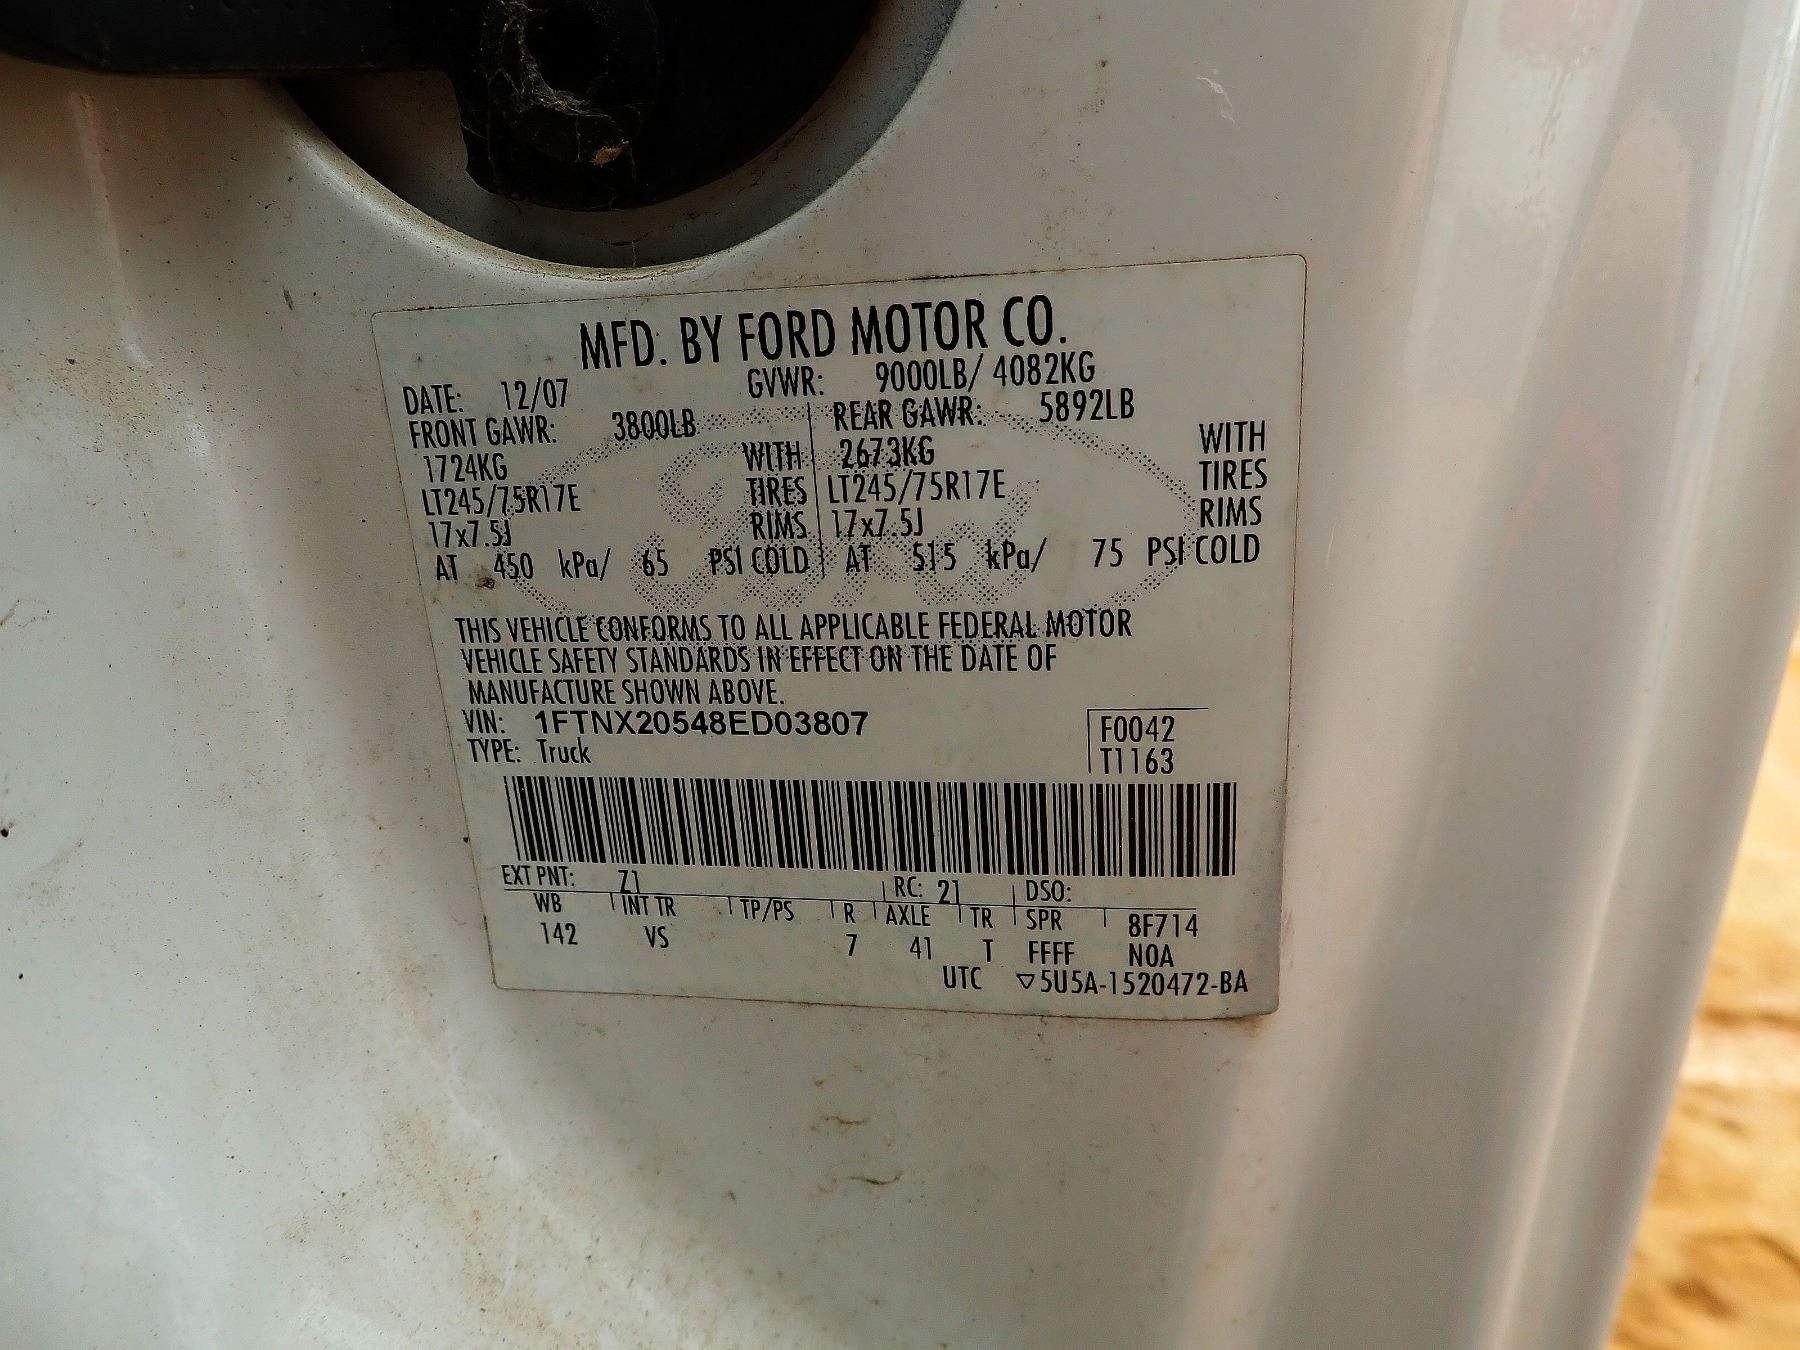 MFD. BY FORD MOTOR CO.
DATE: 12/07 GVWR: 9000LB/ 4082KG
FRONT GAWR: 3800LB REAR GAWR: 5892LB
1724KG WITH 2673KG WITH
LT245/75R17E TIRES LT245/75R17E TIRES
17x7.5J RIMS 17x7.5J RIMS
AT 450 kPa/ 65 PSI COLD AT 515 kPa/ 75 PSI COLD
THIS VEHICLE CONFORMS TO ALL APPLICABLE FEDERAL MOTOR
VEHICLE SAFETY STANDARDS IN EFFECT ON THE DATE OF
MANUFACTURE SHOWN ABOVE.
VIN: 1FTNX20548ED03807 F0042
TYPE: Truck T1163
EXT PNT: Z1 RC: 21 DSO:
WB INT TR TP/PS R AXLE TR SPR 8F714
142 VS 7 41 T FFFF NOA
UTC ▽5U5A-1520472-BA
Ford